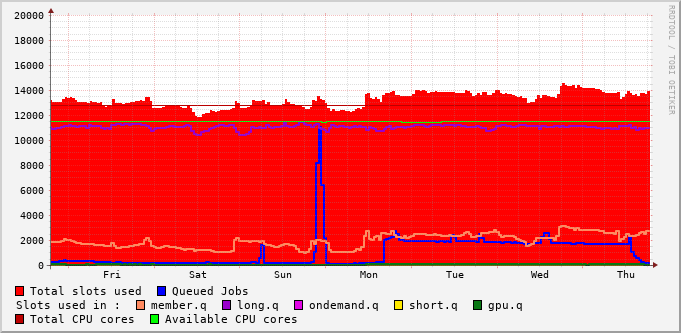 20000
18000
16000
14000
12000
10000
8000
6000
4000
2000
0
Fri Sat Sun Mon Tue Wed Thu
RRDTOOL / TOBI OETIKER
Total slots used Queued Jobs
Slots used in : member.q long.q ondemand.q short.q gpu.q
Total CPU cores Available CPU cores